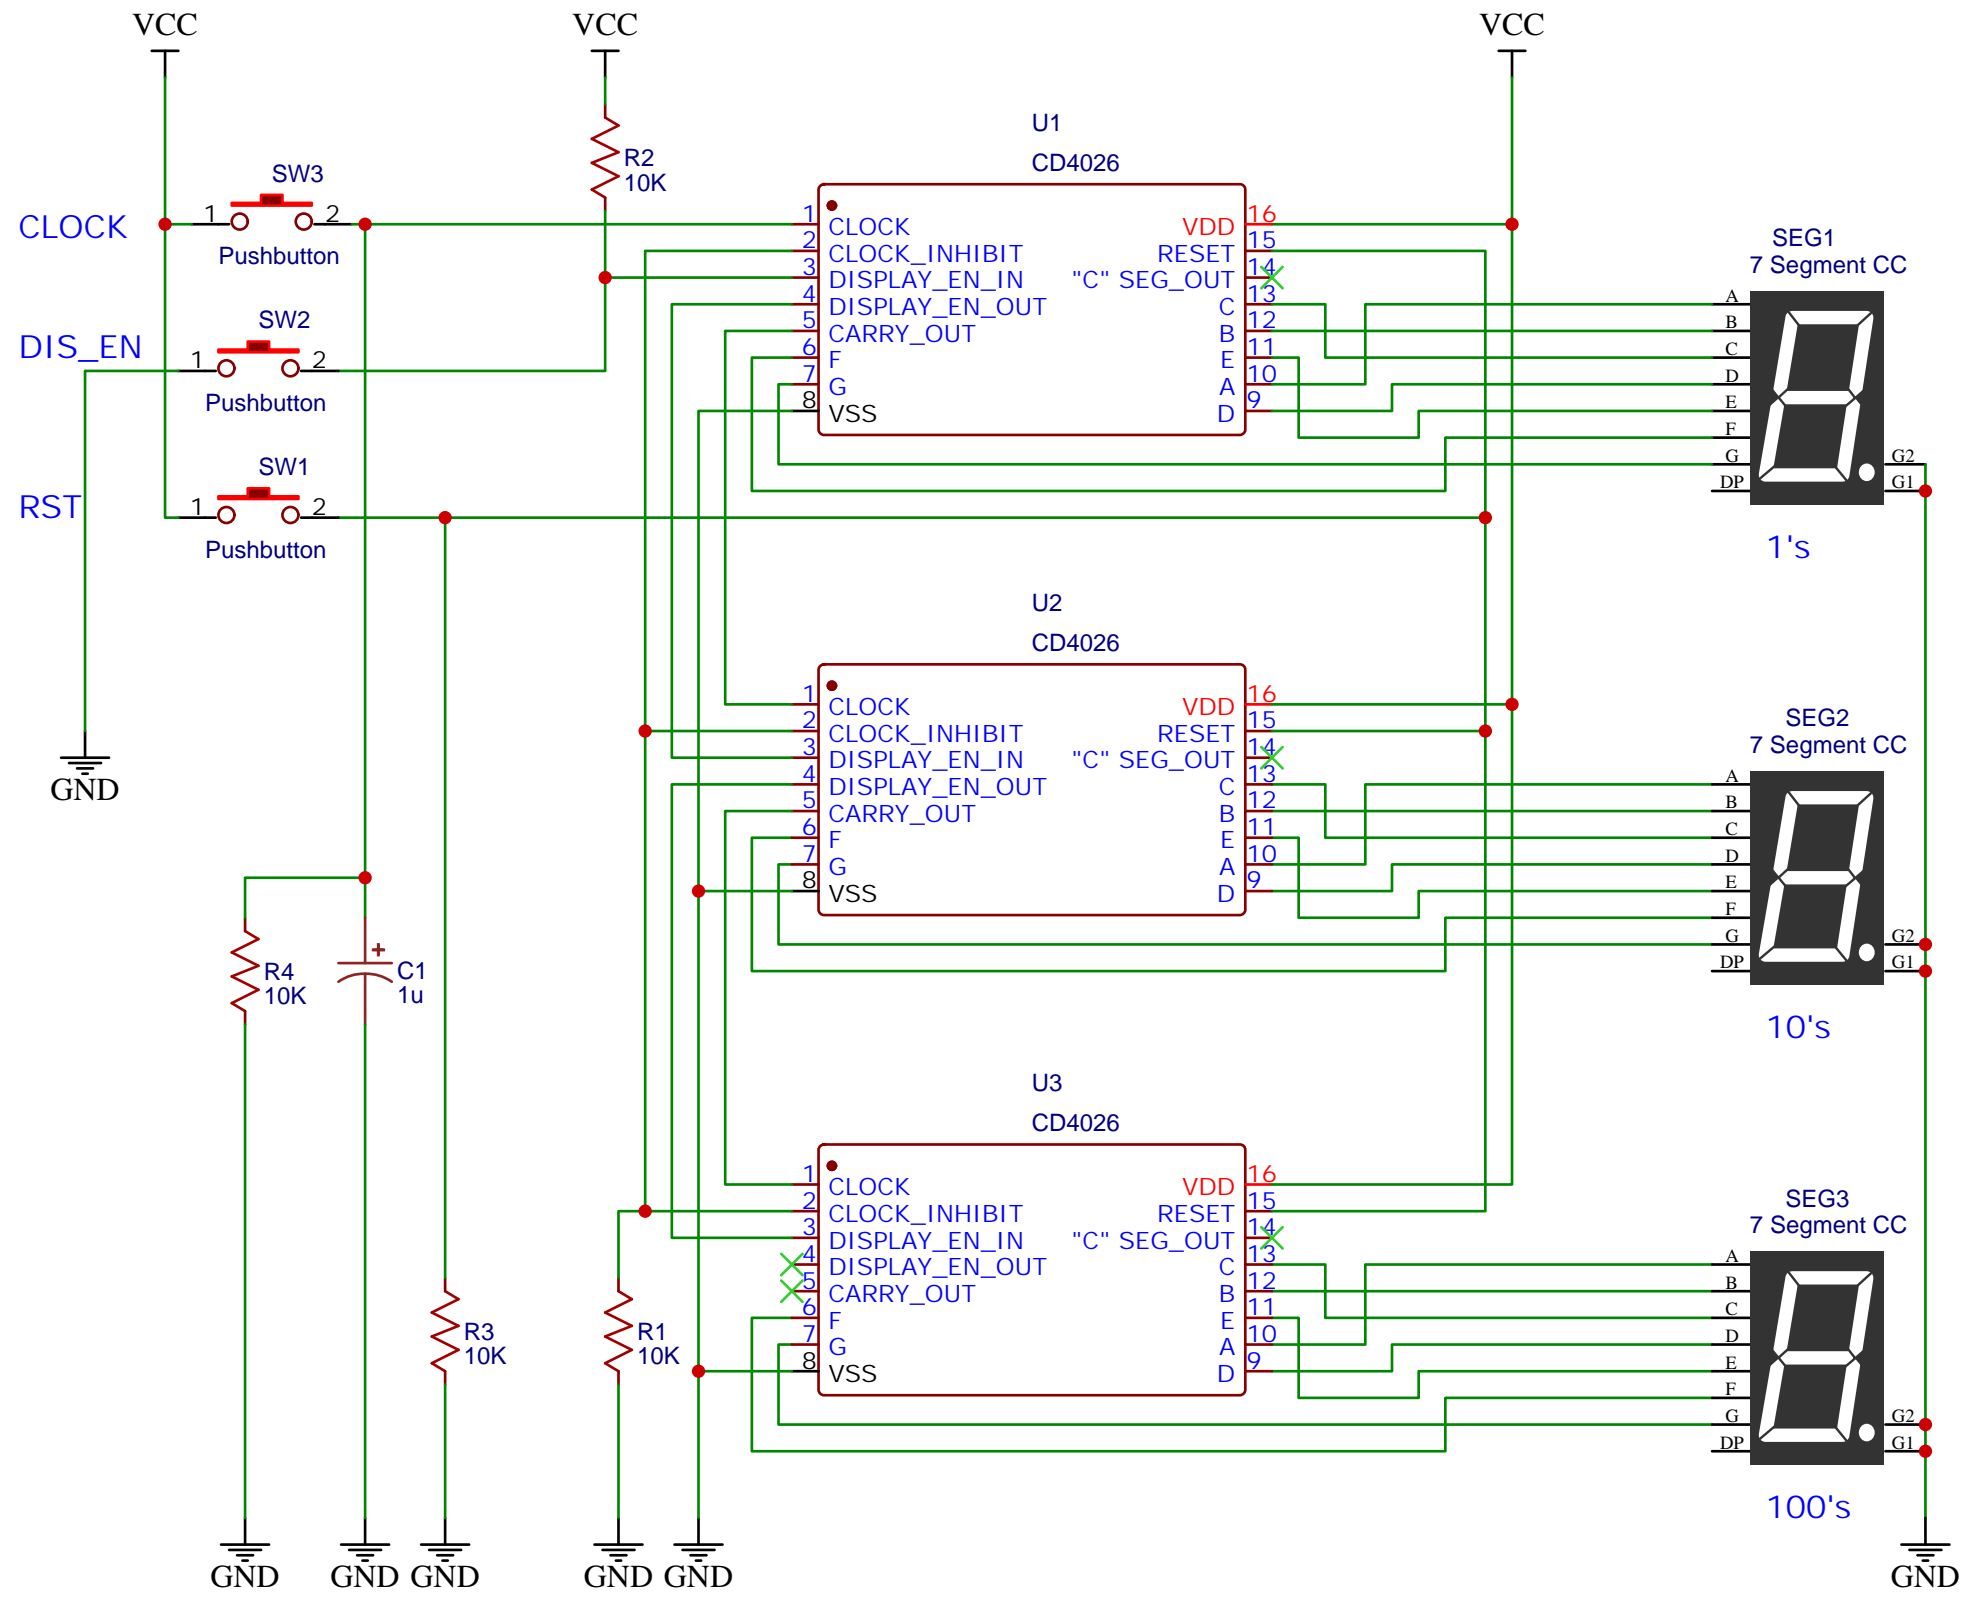 VCC
VCC
VCC
CLOCK
SW3
1
2
Pushbutton
DIS_EN
SW2
1
2
Pushbutton
RST
SW1
1
2
Pushbutton
GND
R2
10K
R4
10K
+
C1
1u
R3
10K
R1
10K
GND
GND
GND
GND
GND
U1
CD4026
1 CLOCK
2 CLOCK_INHIBIT
3 DISPLAY_EN_IN
4 DISPLAY_EN_OUT
5 CARRY_OUT
6 F
7 G
8 VSS
VDD 16
RESET 15
"C" SEG_OUT 14
C 13
B 12
E 11
A 10
D 9
SEG1
7 Segment CC
A
B
C
D
E
F
G
DP
G2
G1
1's
U2
CD4026
1 CLOCK
2 CLOCK_INHIBIT
3 DISPLAY_EN_IN
4 DISPLAY_EN_OUT
5 CARRY_OUT
6 F
7 G
8 VSS
VDD 16
RESET 15
"C" SEG_OUT 14
C 13
B 12
E 11
A 10
D 9
SEG2
7 Segment CC
A
B
C
D
E
F
G
DP
G2
G1
10's
U3
CD4026
1 CLOCK
2 CLOCK_INHIBIT
3 DISPLAY_EN_IN
4 DISPLAY_EN_OUT
5 CARRY_OUT
6 F
7 G
8 VSS
VDD 16
RESET 15
"C" SEG_OUT 14
C 13
B 12
E 11
A 10
D 9
SEG3
7 Segment CC
A
B
C
D
E
F
G
DP
G2
G1
100's
GND